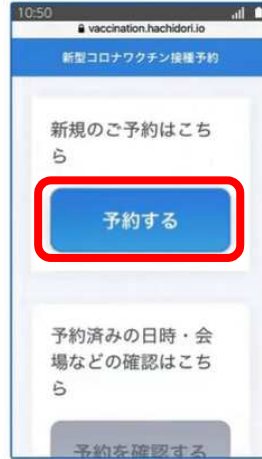 10:50
vaccination.hachidori.io
新型コロナワクチン接種予約
新規のご予約はこち
ら
予約する
予約済みの日時・会
場などの確認はこち
ら
予約を確認する